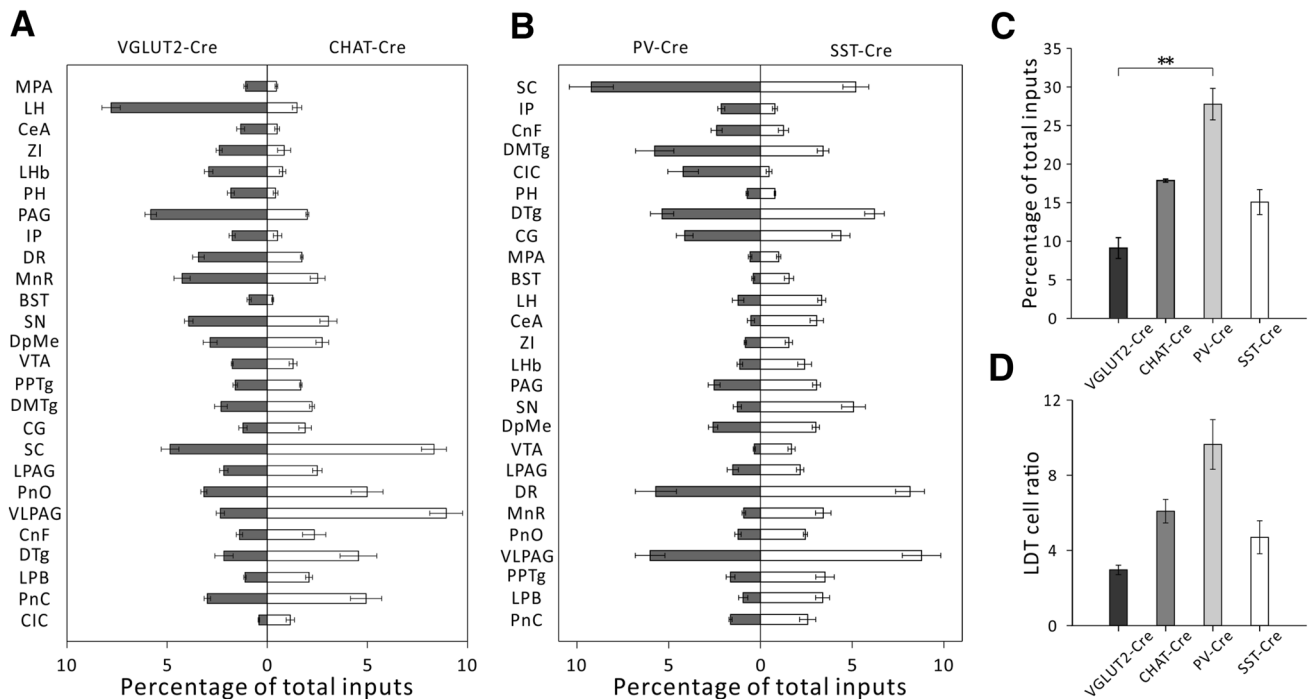 A
VGLUT2-Cre CHAT-Cre
MPA
LH
CeA
ZI
LHb
PH
PAG
IP
DR
MnR
BST
SN
DpMe
VTA
PPTg
DMTg
CG
SC
LPAG
PnO
VLPAG
CnF
DTg
LPB
PnC
CIC
10 5 0 5 10
Percentage of total inputs
B
PV-Cre SST-Cre
SC
IP
CnF
DMTg
CIC
PH
DTg
CG
MPA
BST
LH
CeA
ZI
LHb
PAG
SN
DpMe
VTA
LPAG
DR
MnR
PnO
VLPAG
PPTg
LPB
PnC
10 5 0 5 10
Percentage of total inputs
C
Percentage of total inputs
35
30
25
20
15
10
5
0
**
VGLUT2-Cre CHAT-Cre PV-Cre SST-Cre
D
LDT cell ratio
12
8
4
0
VGLUT2-Cre CHAT-Cre PV-Cre SST-Cre